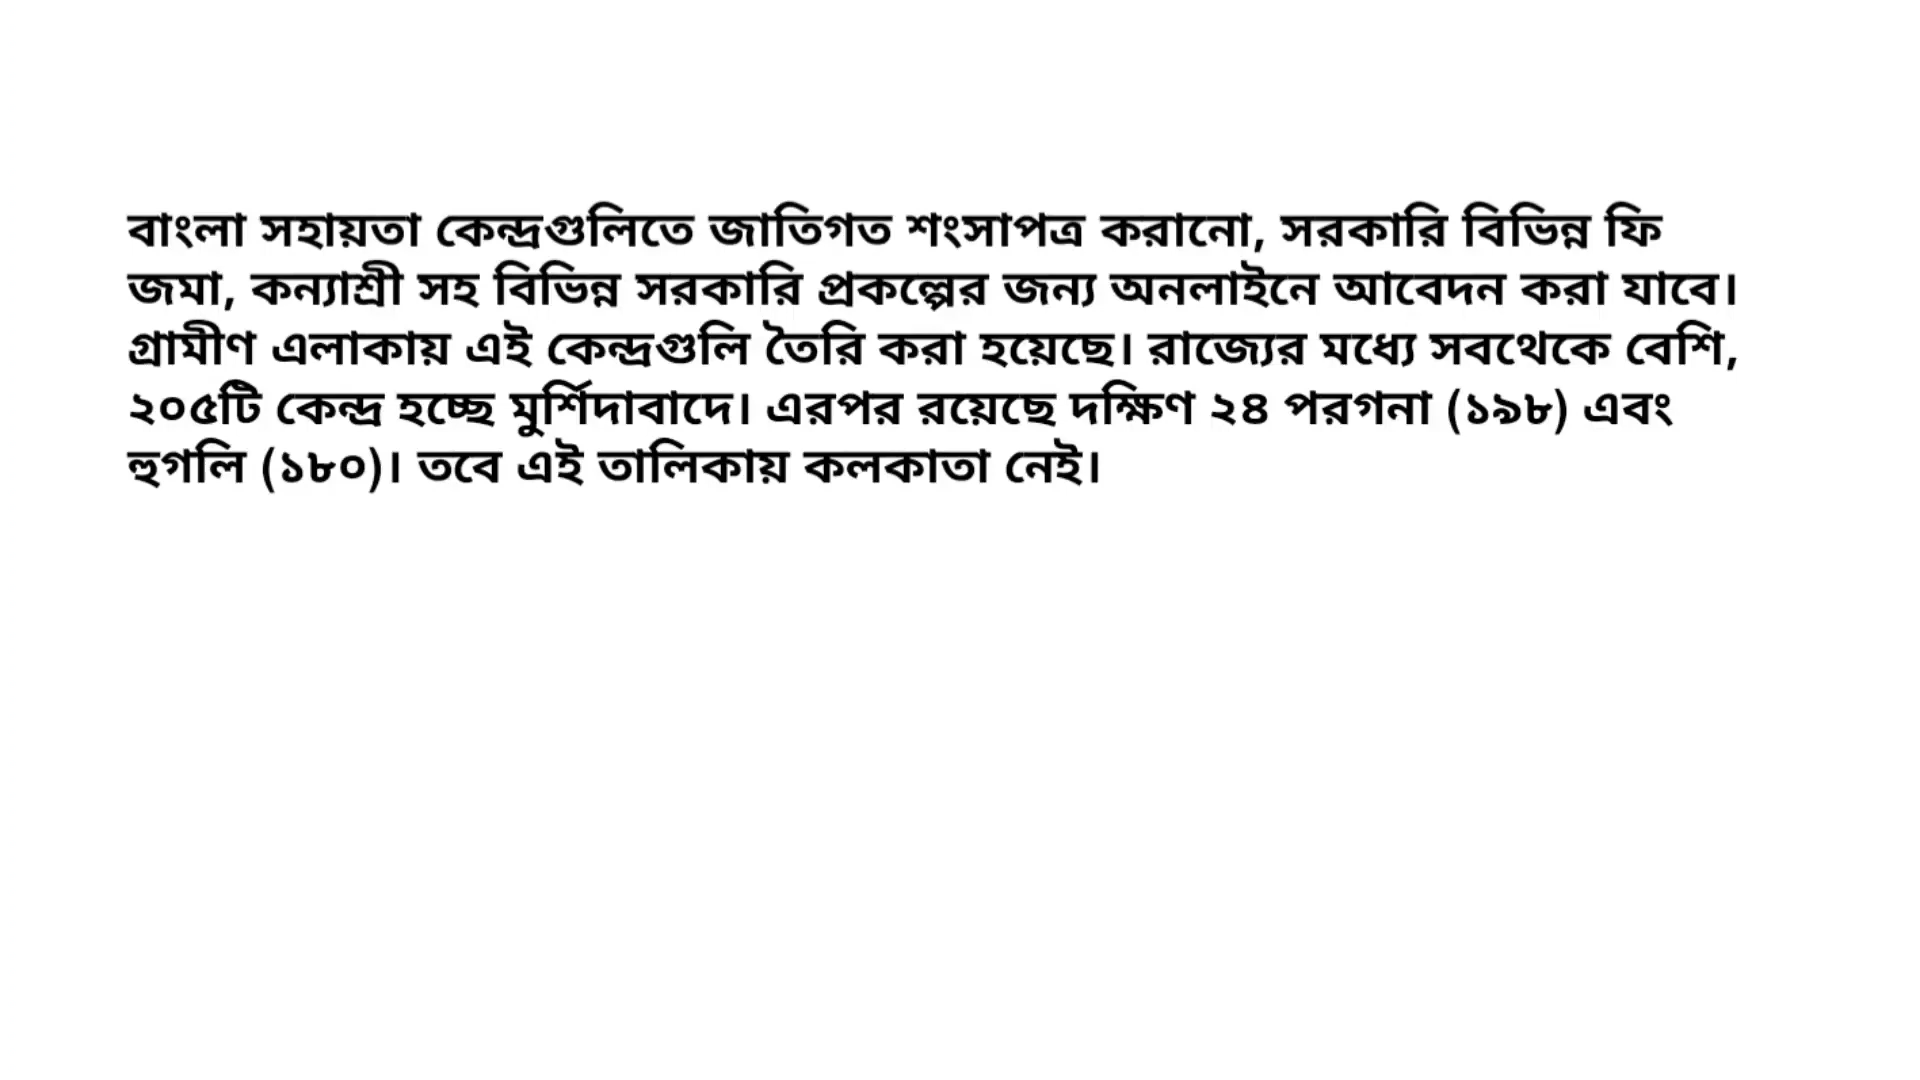 বাংলা সহায়তা কেন্দ্রগুলিতে জাতিগত শংসাপত্র করানো, সরকারি বিভিন্ন ফি
জমা, কন্যাশ্রী সহ বিভিন্ন সরকারি প্রকল্পের জন্য অনলাইনে আবেদন করা যাবে।
গ্রামীণ এলাকায় এই কেন্দ্রগুলি তৈরি করা হয়েছে। রাজ্যের মধ্যে সবথেকে বেশি,
২০৫টি কেন্দ্র হচ্ছে মুর্শিদাবাদে। এরপর রয়েছে দক্ষিণ ২৪ পরগনা (১৯৮) এবং
হুগলি (১৮০)। তবে এই তালিকায় কলকাতা নেই।